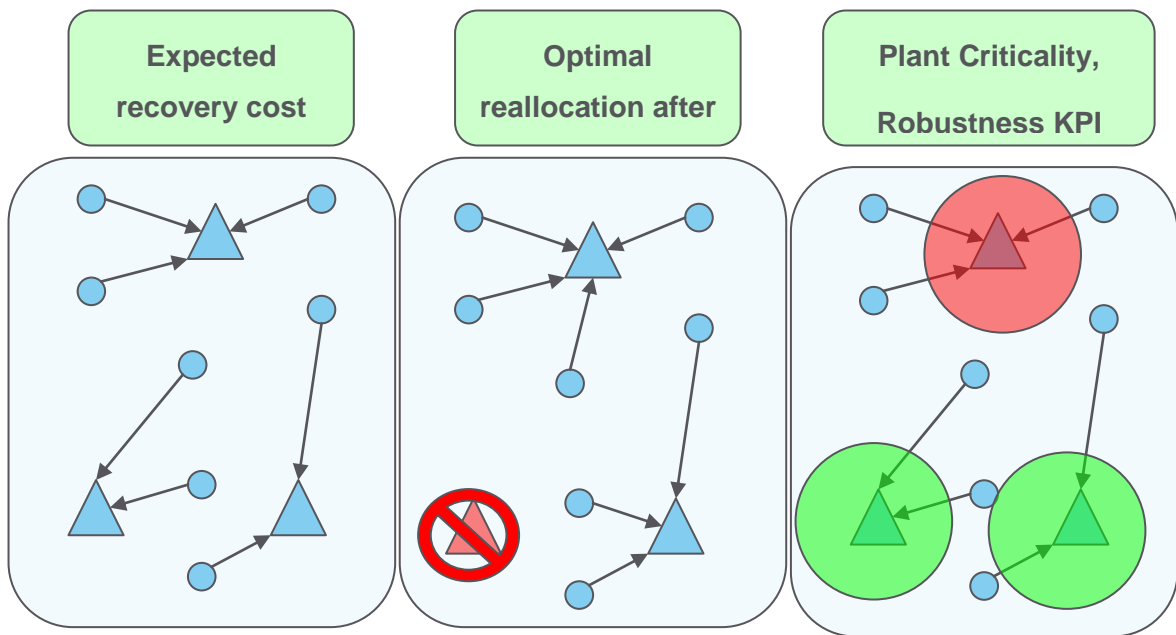 Expected
recovery cost
Optimal
reallocation after
Plant Criticality,
Robustness KPI